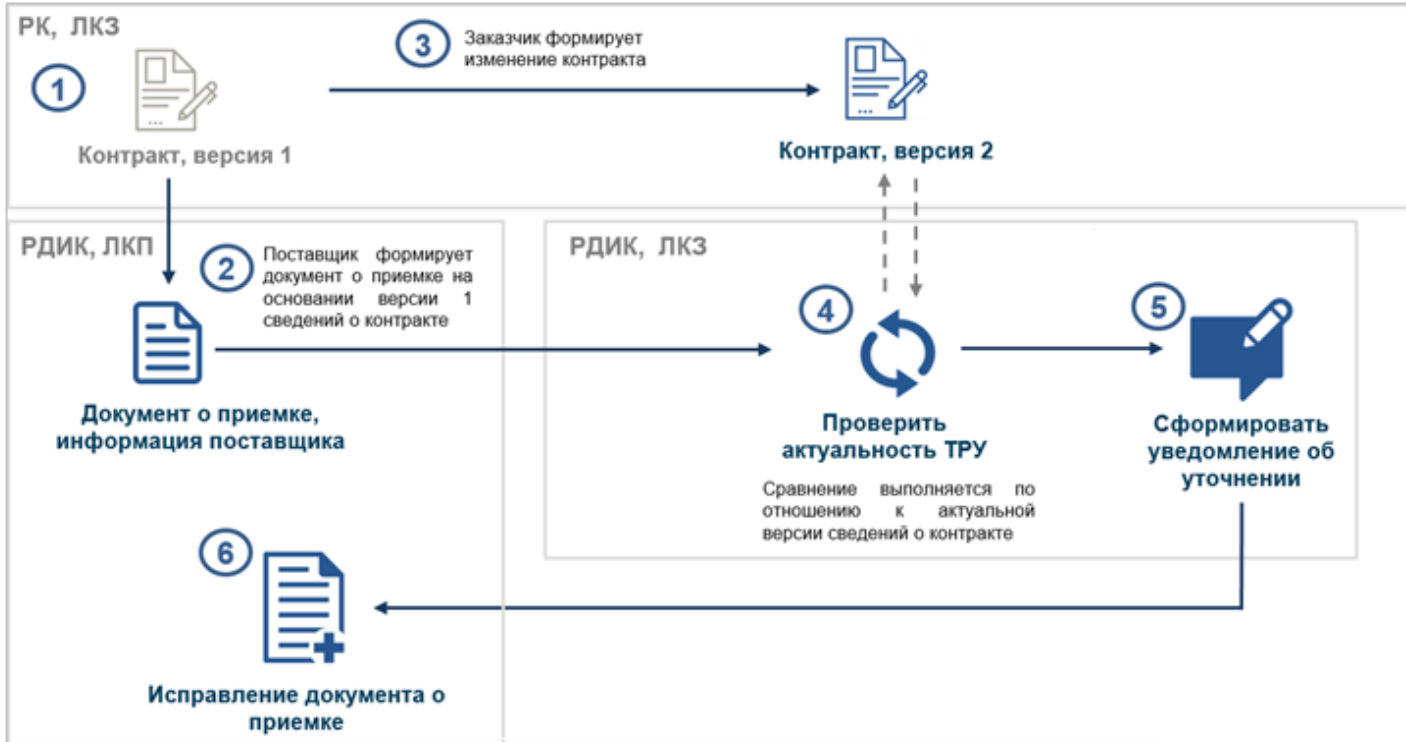 РК, ЛКЗ
1
Контракт, версия 1
3
Заказчик формирует
изменение контракта
Контракт, версия 2
РДИК, ЛКП
2
Поставщик формирует
документ о приемке на
основании версии 1
сведений о контракте
Документ о приемке,
информация поставщика
РДИК, ЛКЗ
4
Проверить
актуальность ТРУ
Сравнение выполняется по
отношению к актуальной
версии сведений о контракте
5
Сформировать
уведомление об
уточнении
6
Исправление документа о
приемке